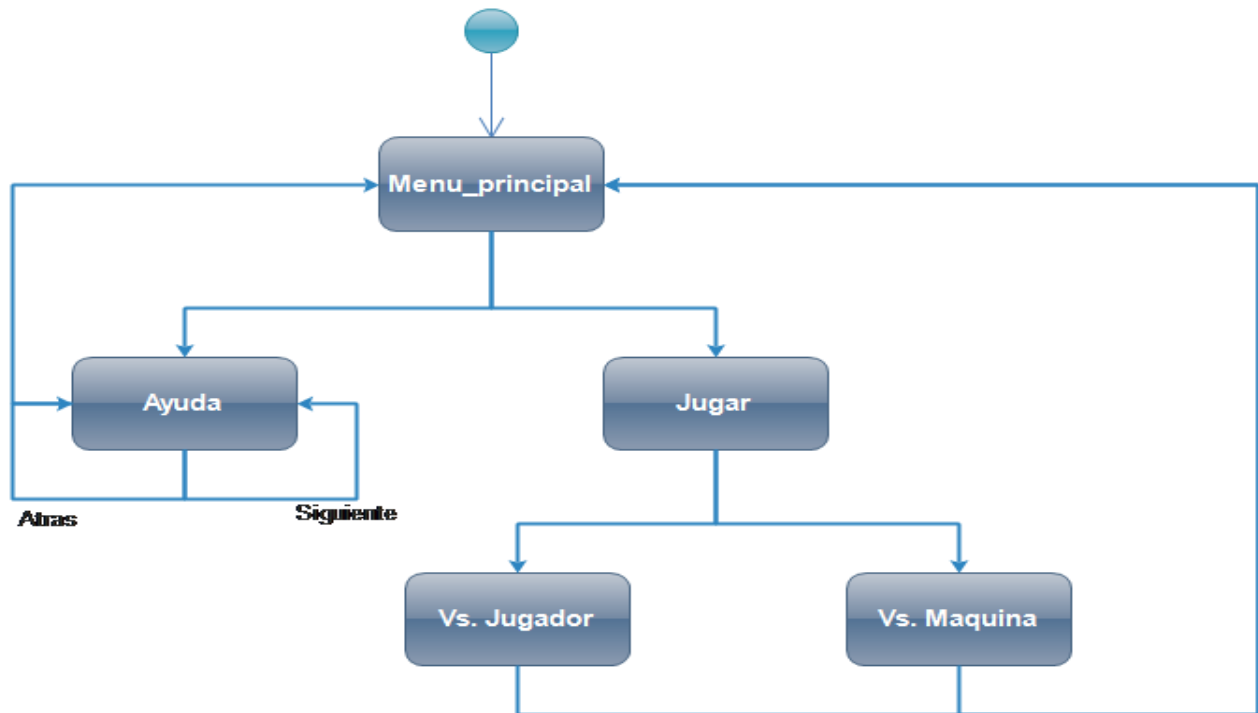 Menu_principal
Ayuda
Jugar
Atras
Siguiente
Vs. Jugador
Vs. Maquina